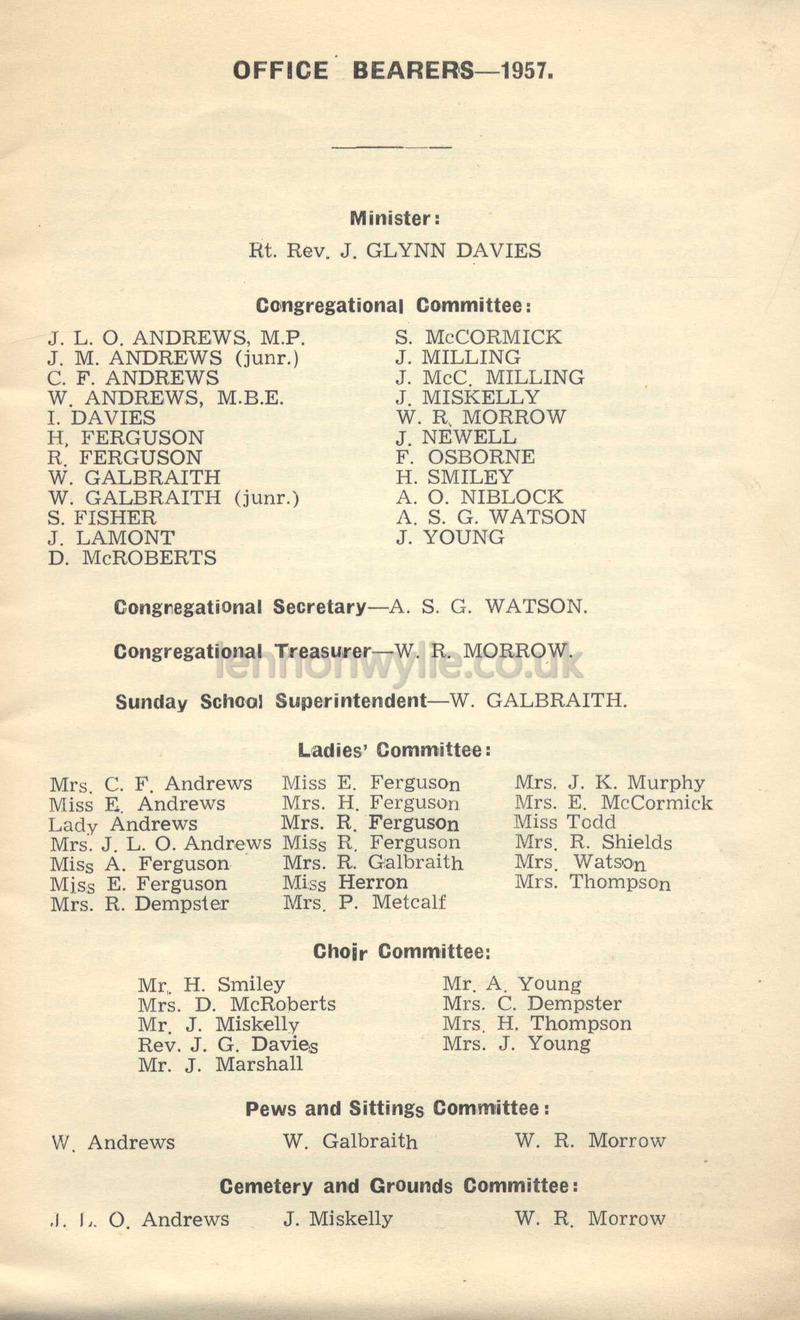 OFFICE BEARERS—1957.
Minister:
Rt. Rev. J. GLYNN DAVIES
Congregational Committee:
J. L. O. ANDREWS, M.P.
J. M. ANDREWS (junr.)
C. F. ANDREWS
W. ANDREWS, M.B.E.
I. DAVIES
H. FERGUSON
R. FERGUSON
W. GALBRAITH
W. GALBRAITH (junr.)
S. FISHER
J. LAMONT
D. McROBERTS
S. McCORMICK
J. MILLING
J. McC. MILLING
J. MISKELLY
W. R. MORROW
J. NEWELL
F. OSBORNE
H. SMILEY
A. O. NIBLOCK
A. S. G. WATSON
J. YOUNG
Congregational Secretary—A. S. G. WATSON.
Congregational Treasurer—W. R. MORROW.
lennonwylie.co.uk
Sunday School Superintendent—W. GALBRAITH.
Ladies' Committee:
Mrs. C. F. Andrews
Miss E. Andrews
Lady Andrews
Mrs. J. L. O. Andrews
Miss A. Ferguson
Miss E. Ferguson
Mrs. R. Dempster
Miss E. Ferguson
Mrs. H. Ferguson
Mrs. R. Ferguson
Miss R. Ferguson
Mrs. R. Galbraith
Miss Herron
Mrs. P. Metcalf
Mrs. J. K. Murphy
Mrs. E. McCormick
Miss Todd
Mrs. R. Shields
Mrs. Watson
Mrs. Thompson
Choir Committee:
Mr. H. Smiley
Mrs. D. McRoberts
Mr. J. Miskelly
Rev. J. G. Davies
Mr. J. Marshall
Mr. A. Young
Mrs. C. Dempster
Mrs. H. Thompson
Mrs. J. Young
Pews and Sittings Committee:
W. Andrews W. Galbraith W. R. Morrow
Cemetery and Grounds Committee:
J. L. O. Andrews J. Miskelly W. R. Morrow